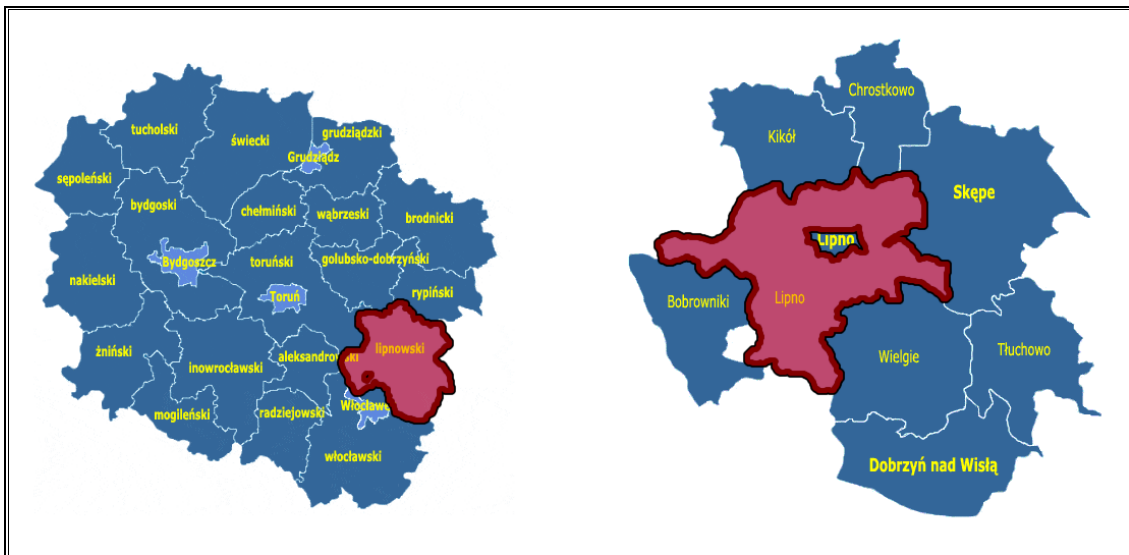 tucholski
świecki
grudziądzki
Grudziądz
sępoleński
bydgoski
chełmiński
wąbrzeski
brodnicki
Bydgoszcz
toruński
golubsko-dobrzyński
nakielski
Toruń
rypiński
żniński
inowrocławski
aleksandrowski
lipnowski
mogileński
radziejowski
Włocławe
włocławski
Chrostkowo
Kikół
Skępe
Lipno
Bobrowniki
Lipno
Wielgie
Tłuchowo
Dobrzyń nad Wisłą